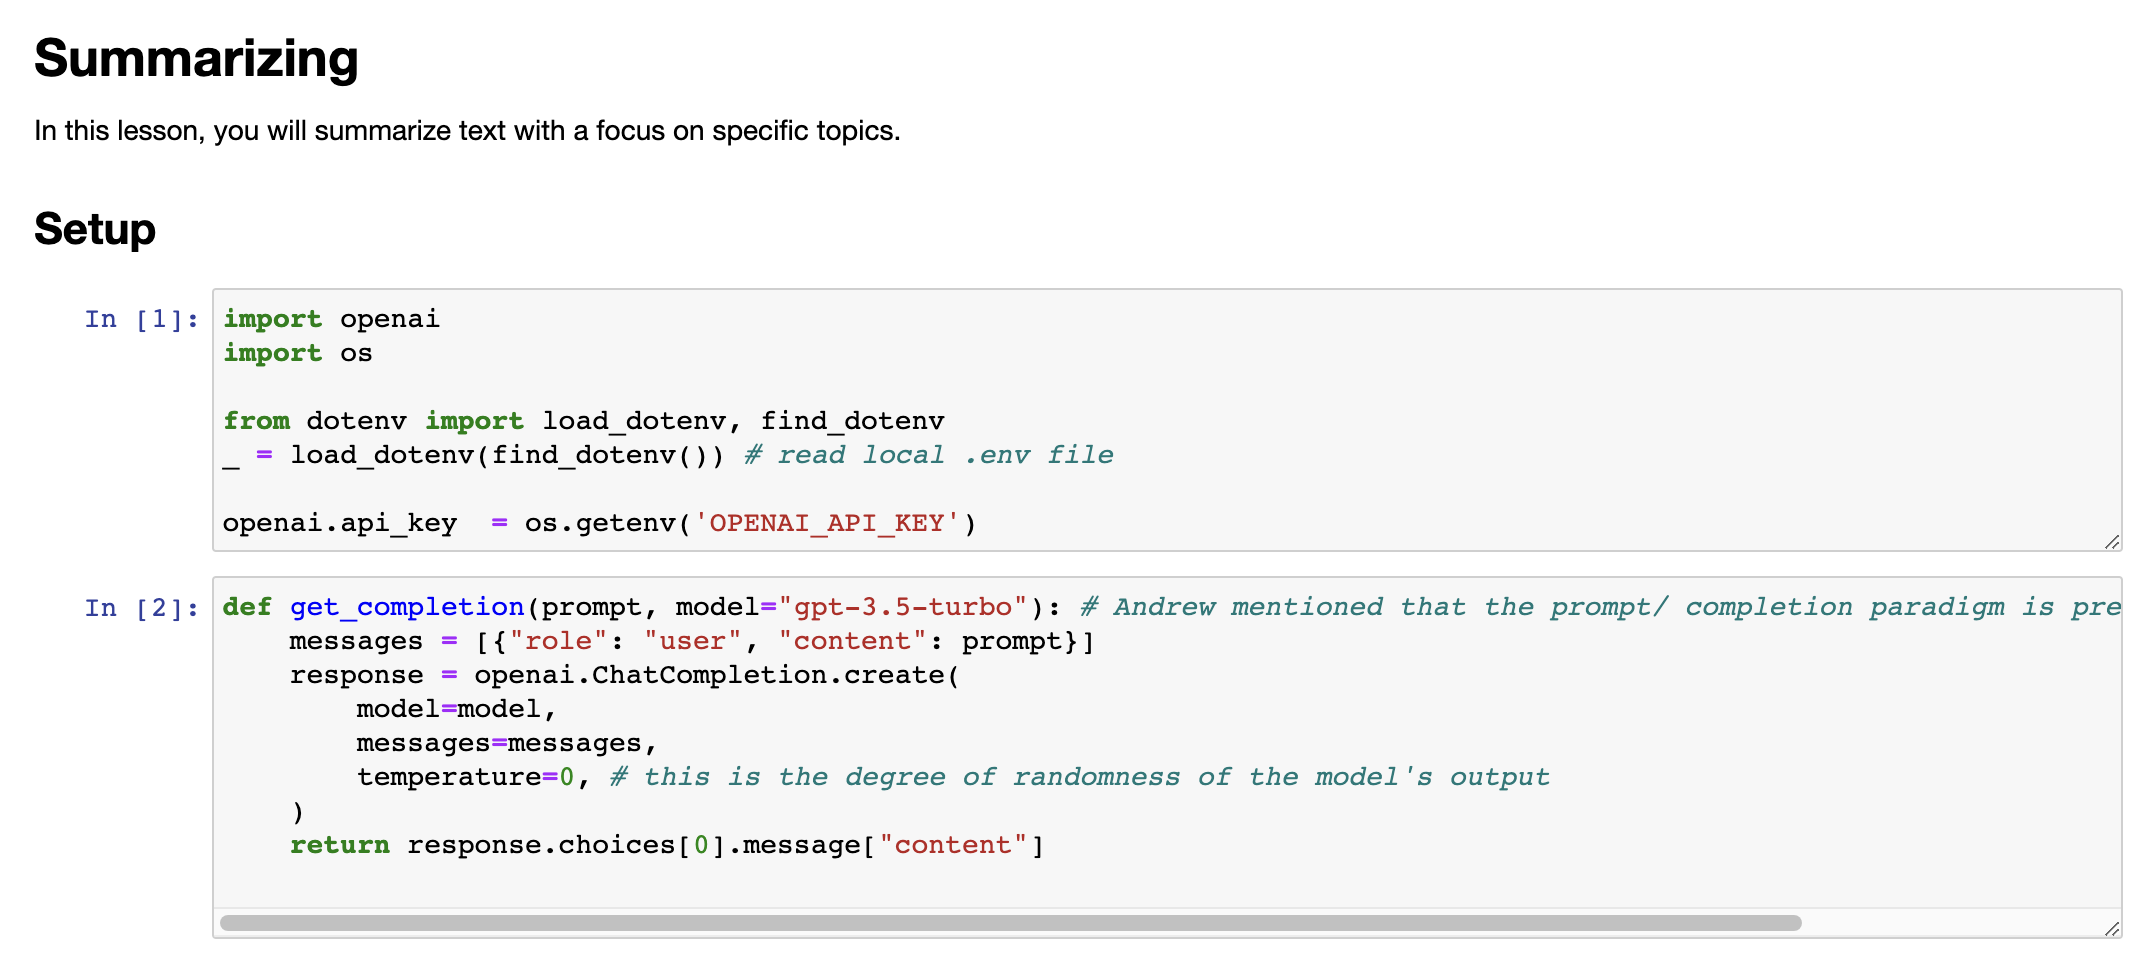 Summarizing
In this lesson, you will summarize text with a focus on specific topics.
Setup
In [1]:
import openai
import os
from dotenv import load_dotenv, find_dotenv
_ = load_dotenv(find_dotenv()) # read local .env file
openai.api_key  = os.getenv('OPENAI_API_KEY')
In [2]:
def get_completion(prompt, model="gpt-3.5-turbo"): # Andrew mentioned that the prompt/ completion paradigm is pre
    messages = [{"role": "user", "content": prompt}]
    response = openai.ChatCompletion.create(
        model=model,
        messages=messages,
        temperature=0, # this is the degree of randomness of the model's output
    )
    return response.choices[0].message["content"]